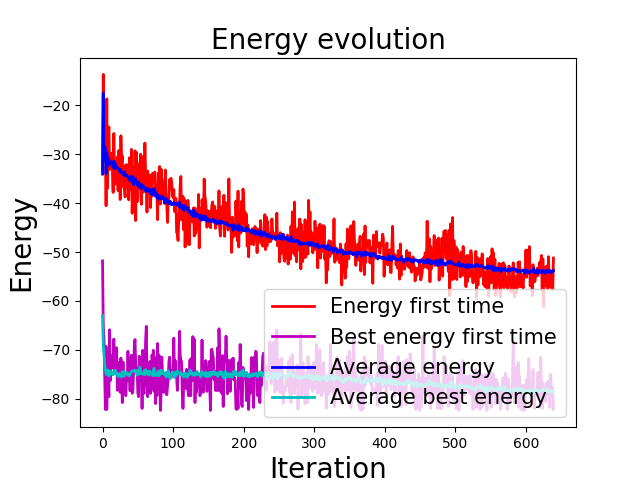 Energy evolution
Energy
−20
−30
−40
−50
−60
−70
−80
Energy first time
Best energy first time
Average energy
Average best energy
0
100
200
300
400
500
600
Iteration